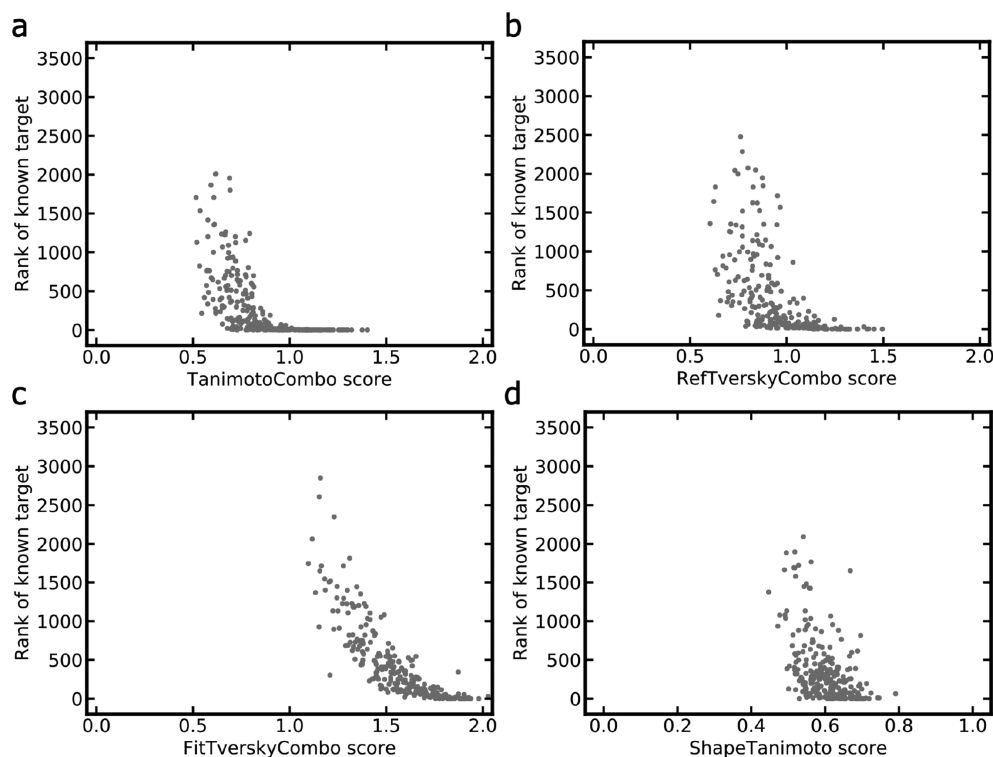 a
3500
3000
2500
2000
1500
1000
500
0
Rank of known target
0.0 0.5 1.0 1.5 2.0
TanimotoCombo score
b
3500
3000
2500
2000
1500
1000
500
0
Rank of known target
0.0 0.5 1.0 1.5 2.0
RefTverskyCombo score
c
3500
3000
2500
2000
1500
1000
500
0
Rank of known target
0.0 0.5 1.0 1.5 2.0
FitTverskyCombo score
d
3500
3000
2500
2000
1500
1000
500
0
Rank of known target
0.0 0.2 0.4 0.6 0.8 1.0
ShapeTanimoto score